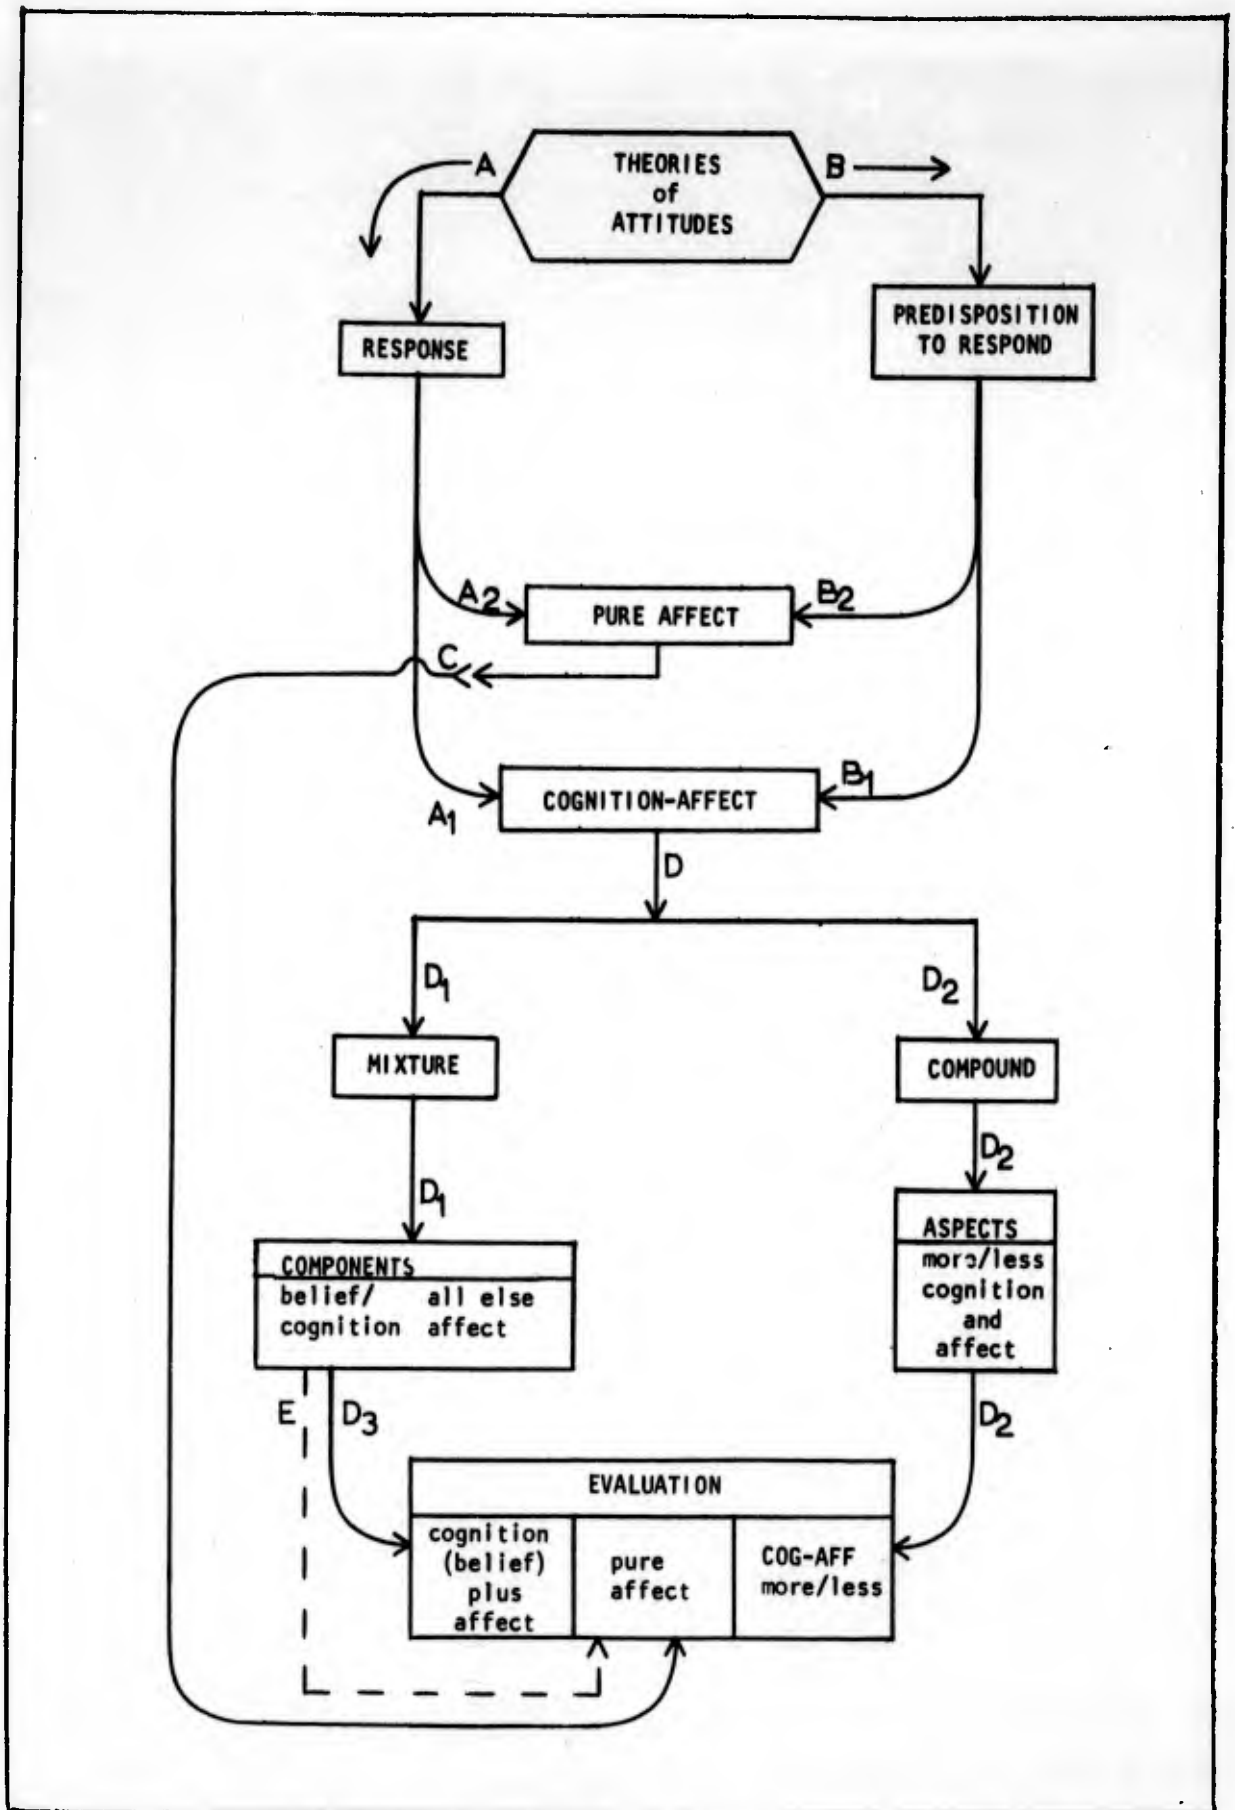 A
THEORIES
of
ATTITUDES
B
RESPONSE
PREDISPOSITION
TO RESPOND
A2
PURE AFFECT
B2
C
A1
COGNITION-AFFECT
B1
D
D1
D2
MIXTURE
COMPOUND
D1
D2
COMPONENTS
belief/ all else
cognition affect
ASPECTS
more/less
cognition
and
affect
E
D3
D2
EVALUATION
cognition
(belief)
plus
affect
pure
affect
COG-AFF
more/less